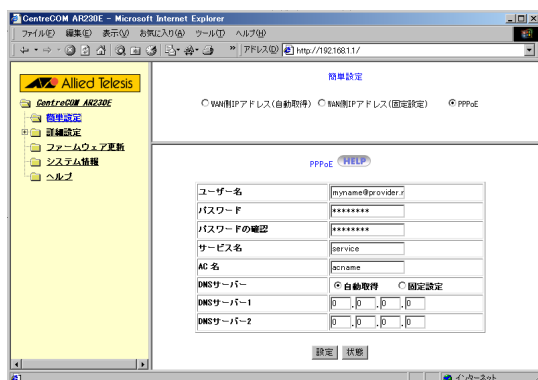 CentreCOM AR230E - Microsoft Internet Explorer
ファイル(F) 編集(E) 表示(V) お気に入り(A) ツール(T) ヘルプ(H)
» アドレス(D) http://192.168.1.1/
Allied Telesis
CentreCOM AR230E
簡単設定
詳細設定
ファームウェア更新
システム情報
ヘルプ
簡単設定
WAN側IPアドレス(自動取得) WAN側IPアドレス(固定設定) PPPoE
PPPoE HELP
ユーザー名 myname@provider.r
パスワード ********
パスワードの確認 ********
サービス名 service
AC 名 acname
DNSサーバー 自動取得 固定設定
DNSサーバー1 0 . 0 . 0 . 0
DNSサーバー2 0 . 0 . 0 . 0
設定 状態
インターネット